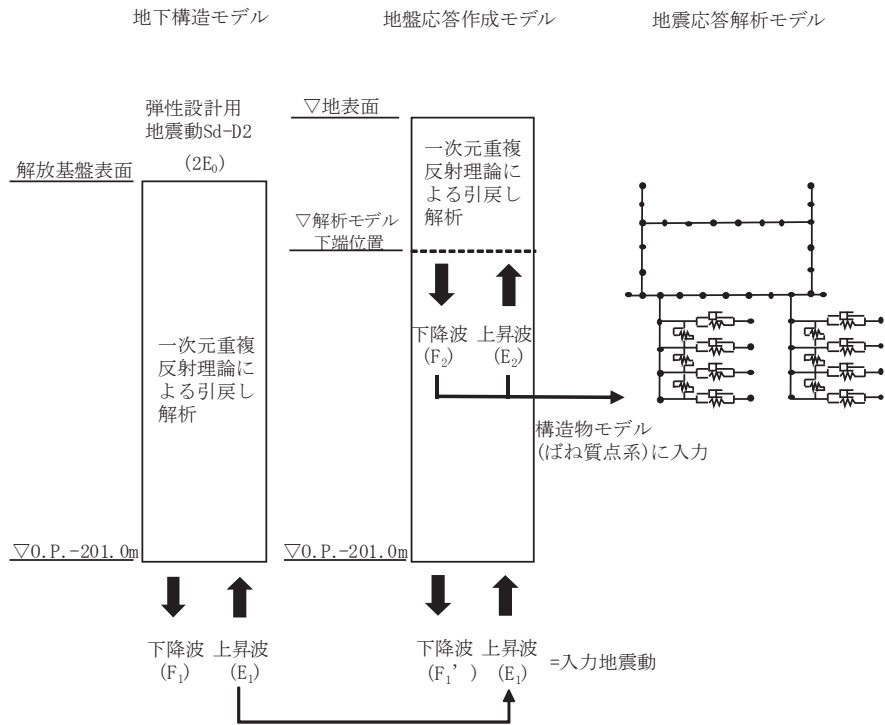 地下構造モデル
地盤応答作成モデル
地震応答解析モデル
弾性設計用
地震動Sd-D2
(2E₀)
解放基盤表面
一次元重複
反射理論に
よる引戻し
解析
▽O.P.-201.0m
下降波 上昇波
(F₁) (E₁)
▽地表面
一次元重複
反射理論に
よる引戻し
解析
▽解析モデル
下端位置
下降波 上昇波
(F₂) (E₂)
構造物モデル
(ばね質点系)に入力
▽O.P.-201.0m
下降波 上昇波
(F₁’) (E₁)
=入力地震動